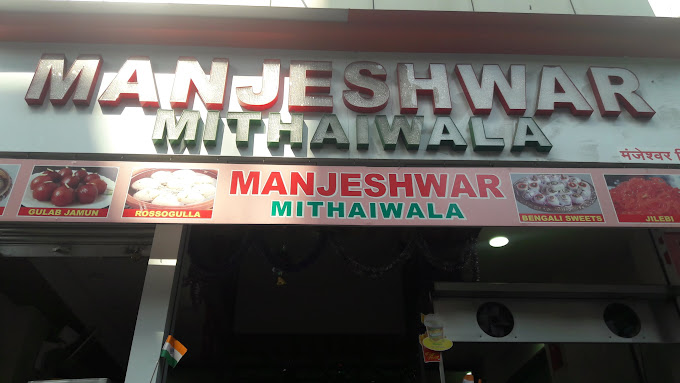 MANJESHWAR
MITHAIWALA
मंजेश्वर
GULAB JAMUN
ROSSOGULLA
MANJESHWAR
MITHAIWALA
BENGALI SWEETS
JILEBI